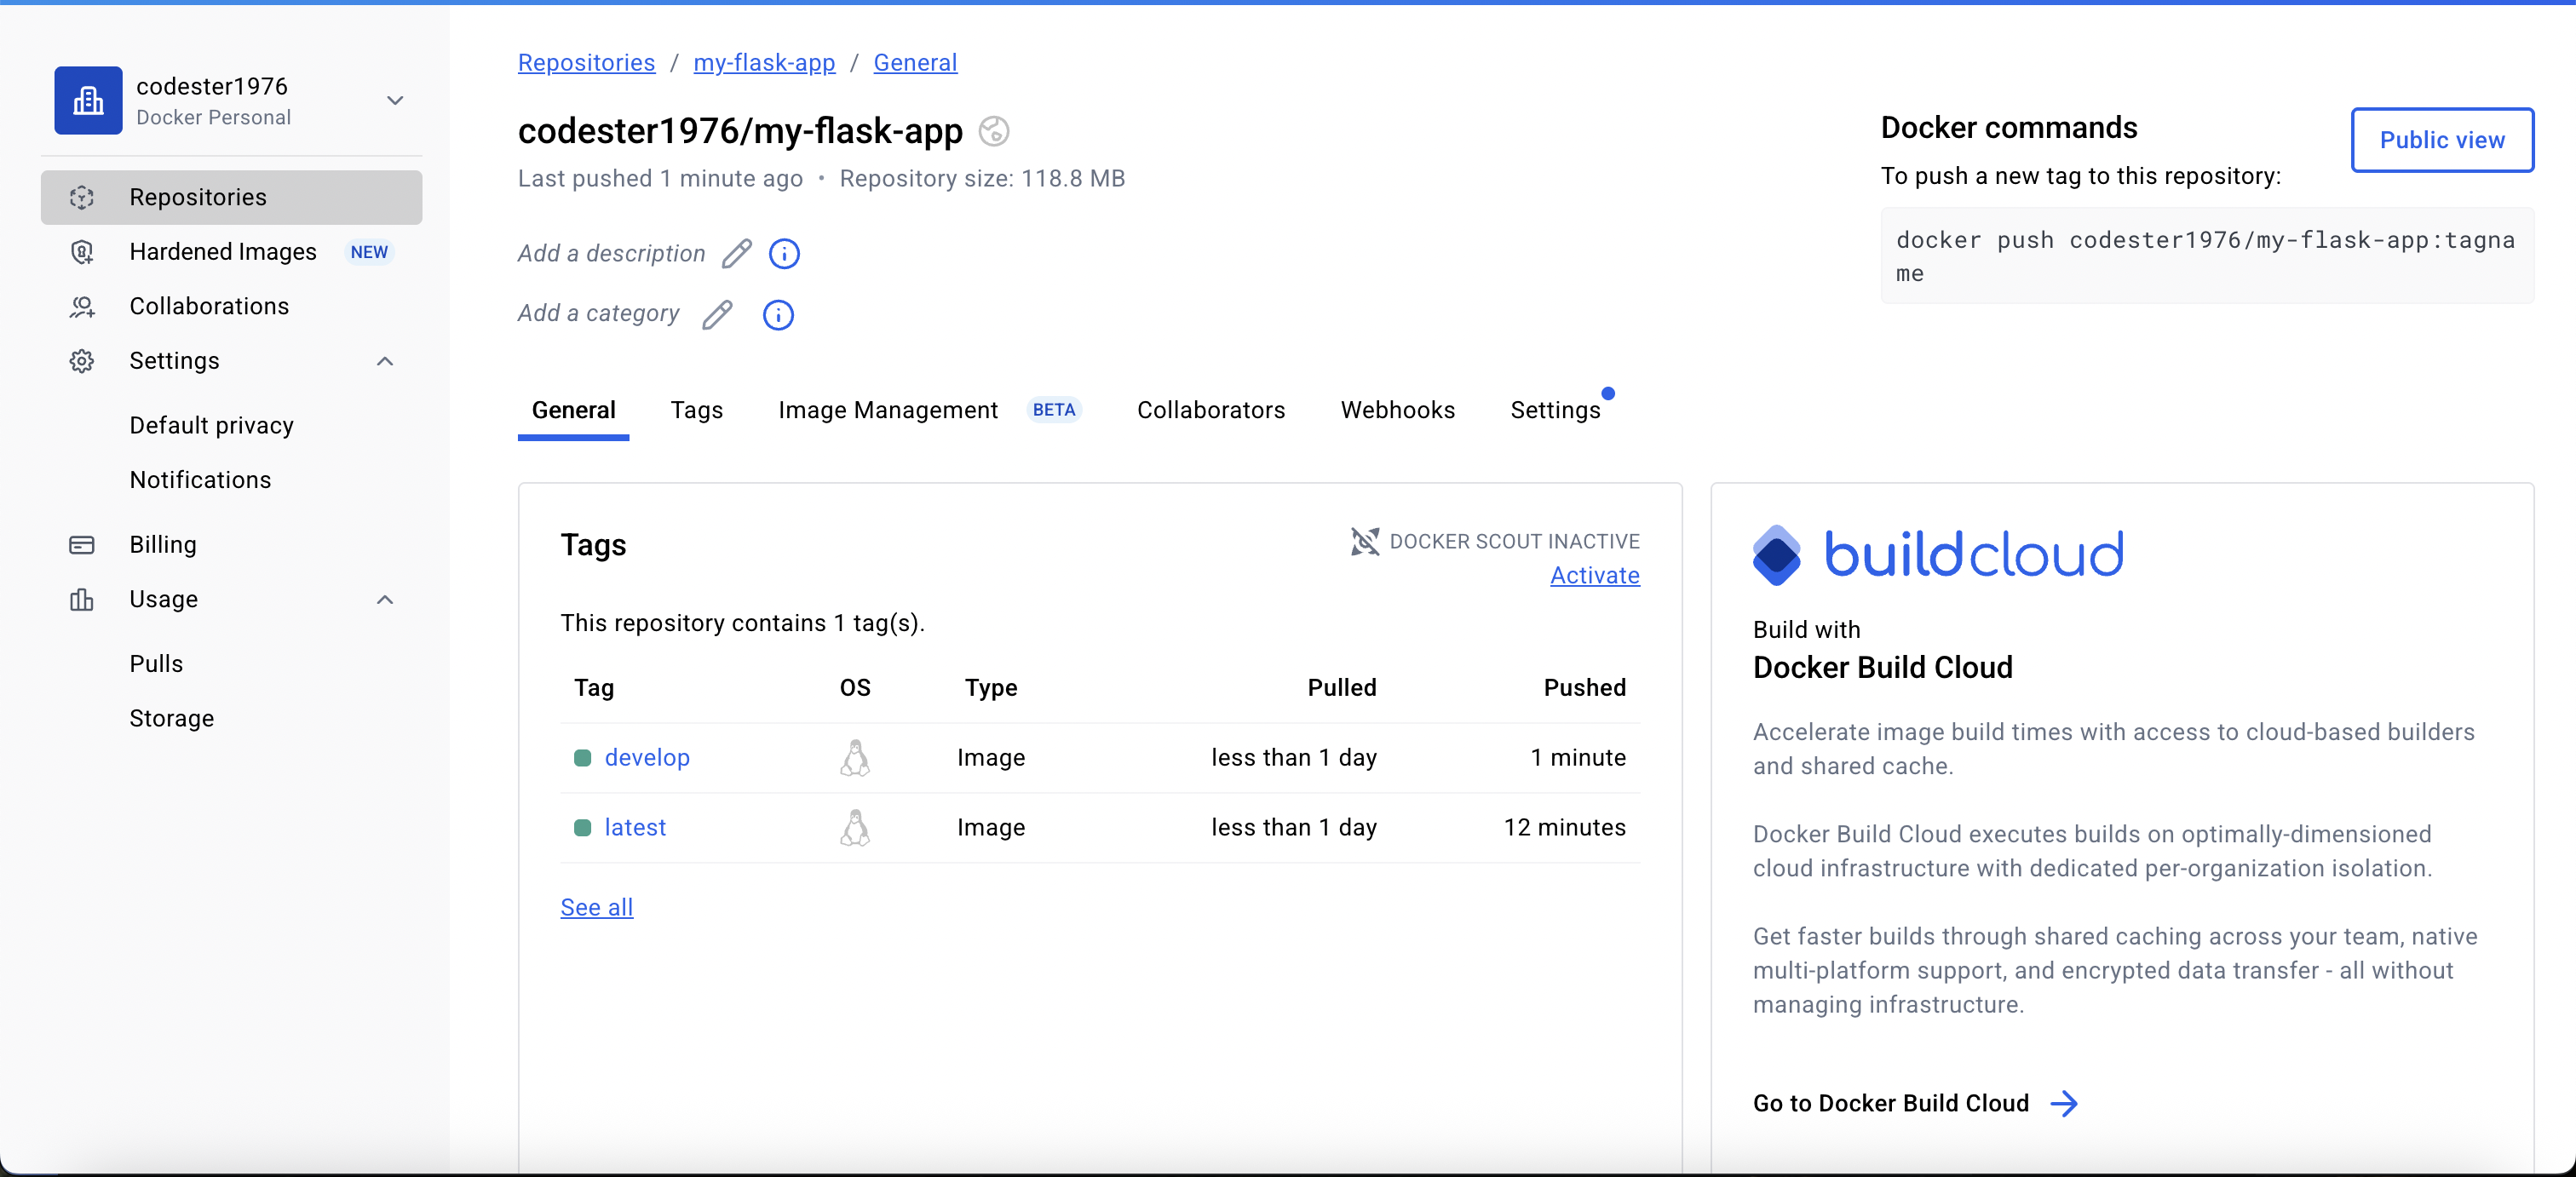 codester1976
Docker Personal
Repositories
Hardened Images NEW
Collaborations
Settings
Default privacy
Notifications
Billing
Usage
Pulls
Storage
Repositories / my-flask-app / General
codester1976/my-flask-app
Last pushed 1 minute ago • Repository size: 118.8 MB
Add a description
Add a category
Docker commands
Public view
To push a new tag to this repository:
docker push codester1976/my-flask-app:tagna
me
General Tags Image Management BETA Collaborators Webhooks Settings
Tags
DOCKER SCOUT INACTIVE
Activate
This repository contains 1 tag(s).
Tag OS Type Pulled Pushed
develop Image less than 1 day 1 minute
latest Image less than 1 day 12 minutes
See all
buildcloud
Build with
Docker Build Cloud
Accelerate image build times with access to cloud-based builders
and shared cache.
Docker Build Cloud executes builds on optimally-dimensioned
cloud infrastructure with dedicated per-organization isolation.
Get faster builds through shared caching across your team, native
multi-platform support, and encrypted data transfer - all without
managing infrastructure.
Go to Docker Build Cloud